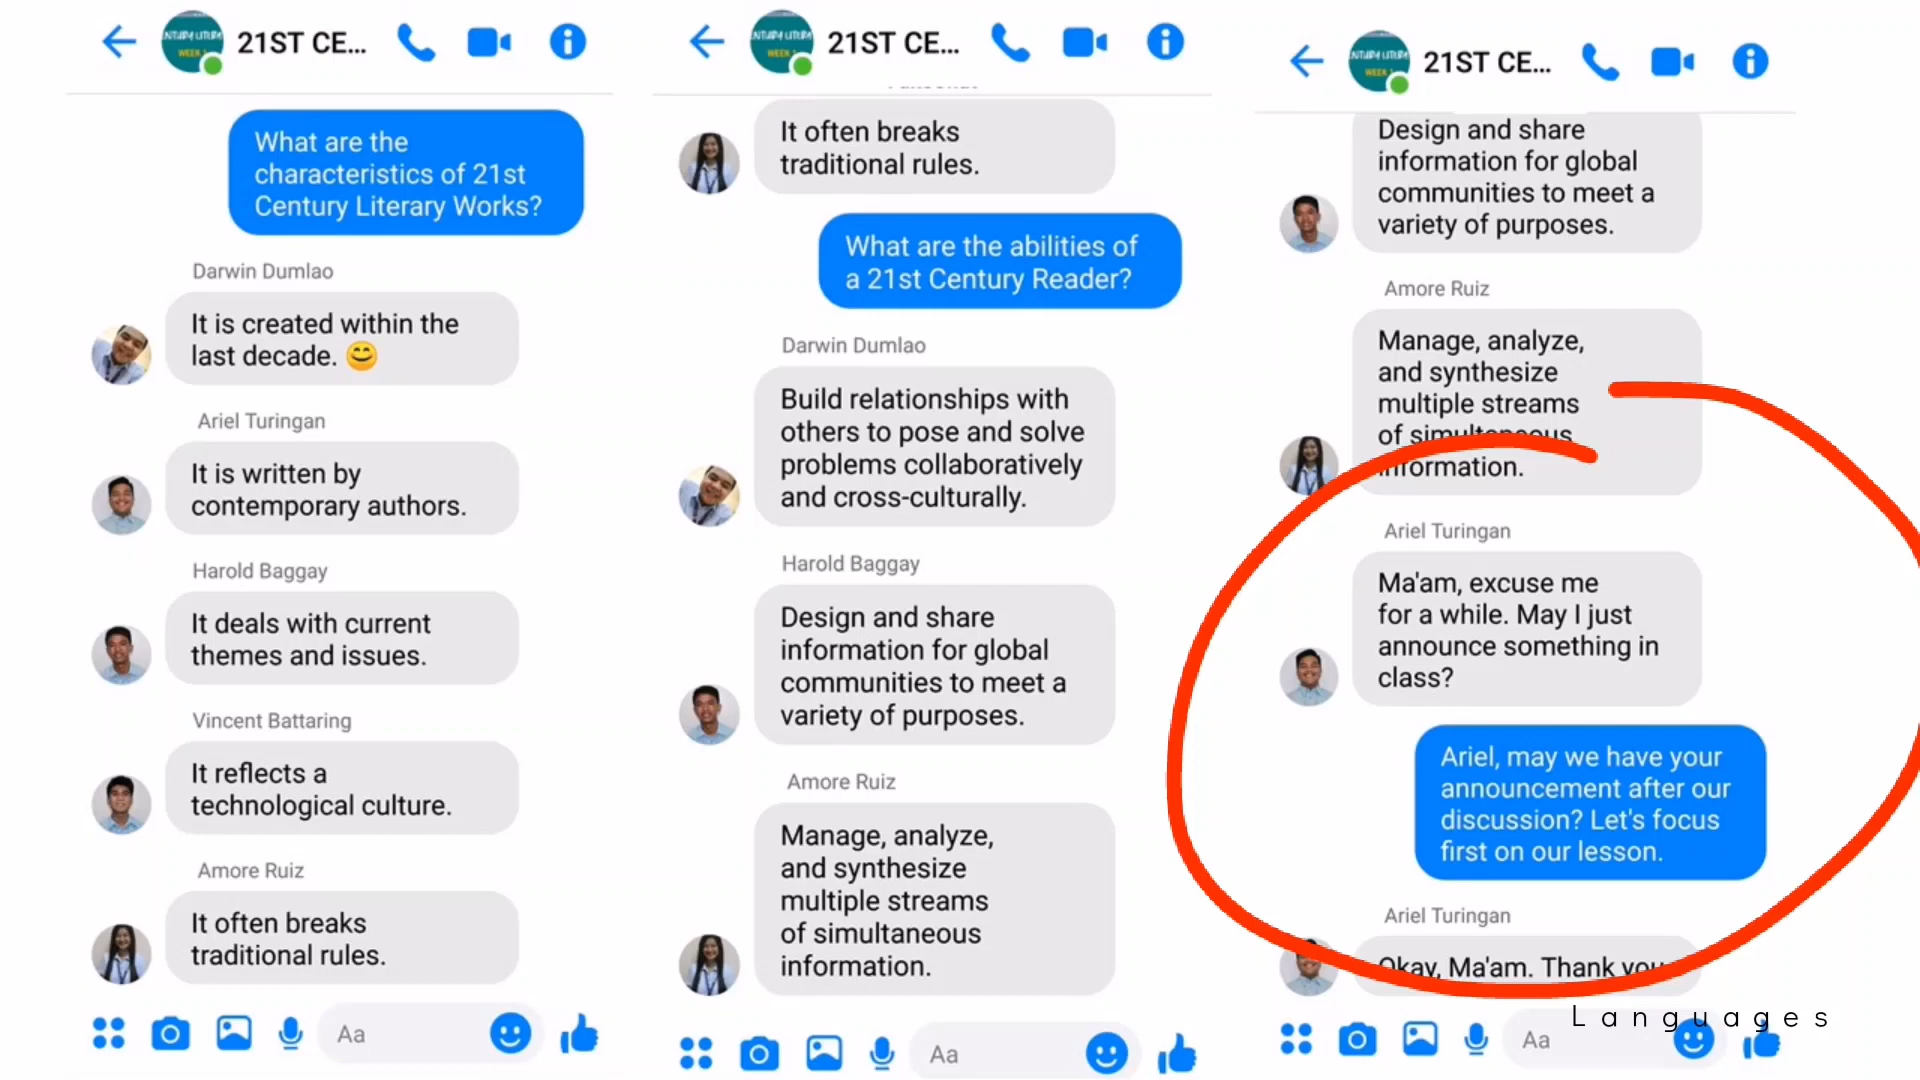 21ST CE...
What are the
characteristics of 21st
Century Literary Works?
Darwin Dumlao
It is created within the
last decade. 😊
Ariel Turingan
It is written by
contemporary authors.
Harold Baggay
It deals with current
themes and issues.
Vincent Battaring
It reflects a
technological culture.
Amore Ruiz
It often breaks
traditional rules.
Aa
21ST CE...
It often breaks
traditional rules.
What are the abilities of
a 21st Century Reader?
Darwin Dumlao
Build relationships with
others to pose and solve
problems collaboratively
and cross-culturally.
Harold Baggay
Design and share
information for global
communities to meet a
variety of purposes.
Amore Ruiz
Manage, analyze,
and synthesize
multiple streams
of simultaneous
information.
Aa
21ST CE...
Design and share
information for global
communities to meet a
variety of purposes.
Amore Ruiz
Manage, analyze,
and synthesize
multiple streams
of simultaneous
information.
Ariel Turingan
Ma'am, excuse me
for a while. May I just
announce something in
class?
Ariel, may we have your
announcement after our
discussion? Let's focus
first on our lesson.
Ariel Turingan
Okay, Ma'am. Thank you
Languages
Aa